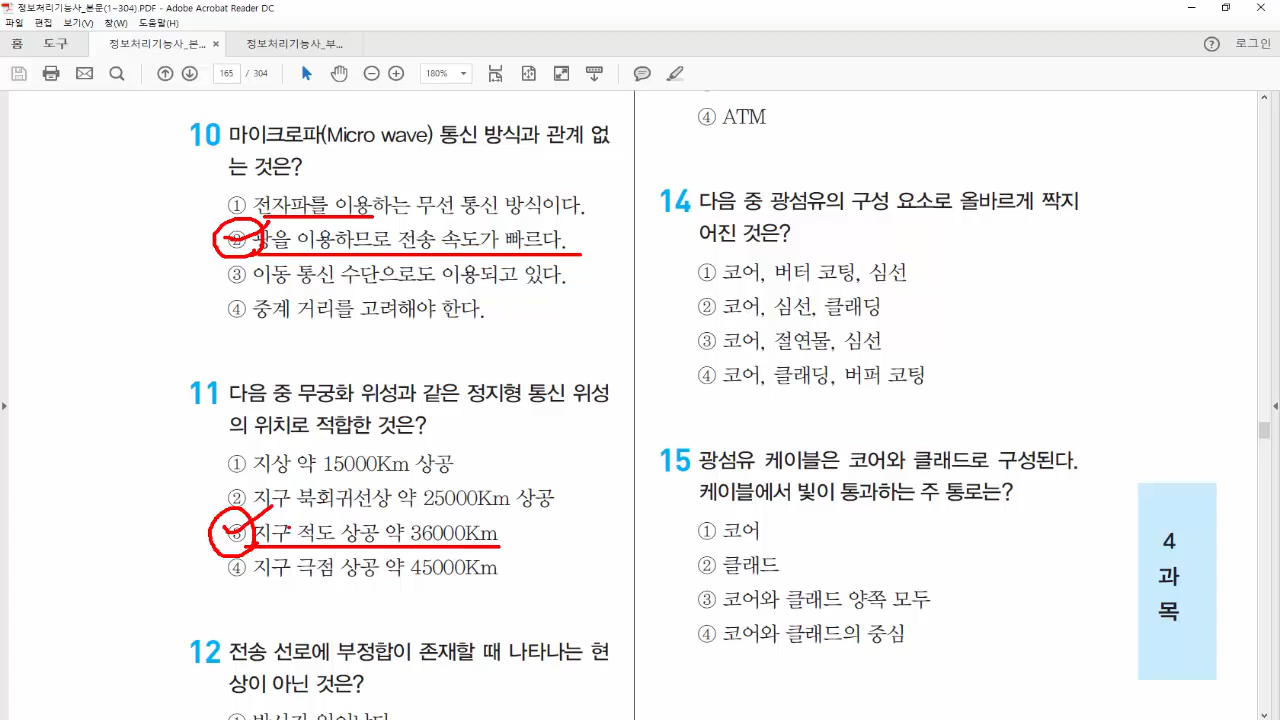 정보처리기능사_본문(1~304).PDF - Adobe Acrobat Reader DC
파일 편집 보기(V) 창(W) 도움말(H)
홈 도구 정보처리기능사_본... × 정보처리기능사_부... 로그인
165 / 304 180%
10 마이크로파(Micro wave) 통신 방식과 관계 없
는 것은?
① 전자파를 이용하는 무선 통신 방식이다.
② 광을 이용하므로 전송 속도가 빠르다.
③ 이동 통신 수단으로도 이용되고 있다.
④ 중계 거리를 고려해야 한다.
11 다음 중 무궁화 위성과 같은 정지형 통신 위성
의 위치로 적합한 것은?
① 지상 약 15000Km 상공
② 지구 북회귀선상 약 25000Km 상공
③ 지구 적도 상공 약 36000Km
④ 지구 극점 상공 약 45000Km
12 전송 선로에 부정합이 존재할 때 나타나는 현
상이 아닌 것은?
④ ATM
14 다음 중 광섬유의 구성 요소로 올바르게 짝지
어진 것은?
① 코어, 버터 코팅, 심선
② 코어, 심선, 클래딩
③ 코어, 절연물, 심선
④ 코어, 클래딩, 버퍼 코팅
15 광섬유 케이블은 코어와 클래드로 구성된다.
케이블에서 빛이 통과하는 주 통로는?
① 코어
② 클래드
③ 코어와 클래드 양쪽 모두
④ 코어와 클래드의 중심
4
과
목